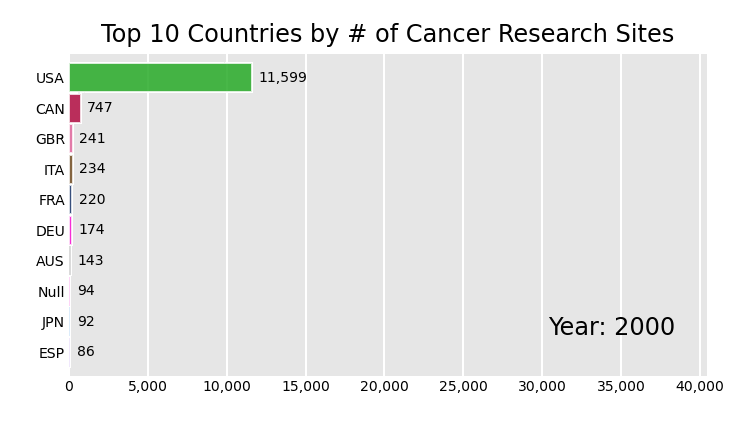 Top 10 Countries by # of Cancer Research Sites
USA 11,599
CAN 747
GBR 241
ITA 234
FRA 220
DEU 174
AUS 143
Null 94
JPN 92
Year: 2000
ESP 86
0 5,000 10,000 15,000 20,000 25,000 30,000 35,000 40,000